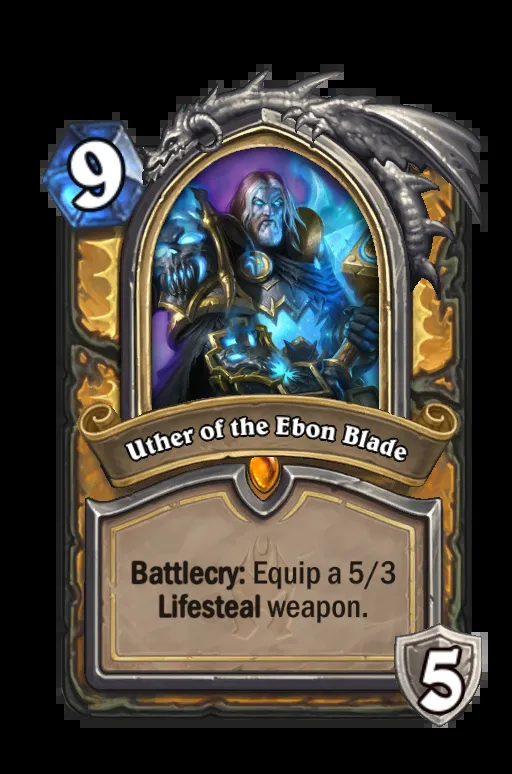 9
Uther of the Ebon Blade
Battlecry: Equip a 5/3
Lifesteal weapon.
5